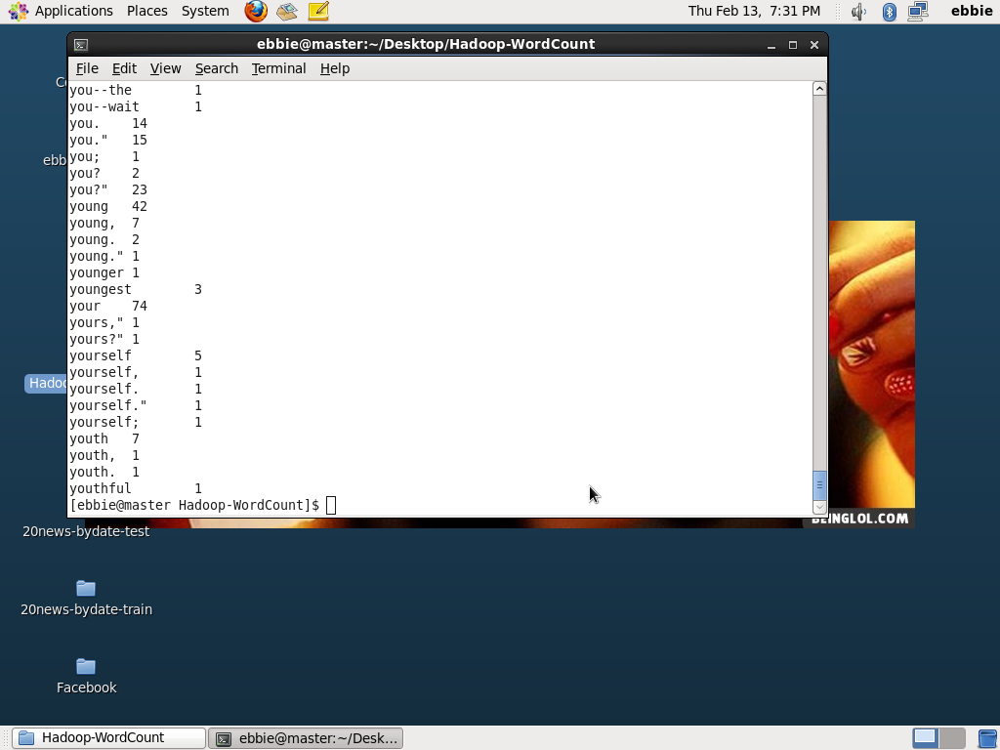 Applications Places System Thu Feb 13, 7:31 PM ebbie
ebbie@master:~/Desktop/Hadoop-WordCount
File Edit View Search Terminal Help
you--the 1
you--wait 1
you. 14
you." 15
you; 1
you? 2
you?" 23
young 42
young, 7
young. 2
young." 1
younger 1
youngest 3
your 74
yours," 1
yours?" 1
yourself 5
yourself, 1
yourself. 1
yourself." 1
yourself; 1
youth 7
youth, 1
youth. 1
youthful 1
[ebbie@master Hadoop-WordCount]$
BEINGLOL.COM
20news-bydate-test
20news-bydate-train
Facebook
Hadoop-WordCount
ebbie@master:~/Desk...